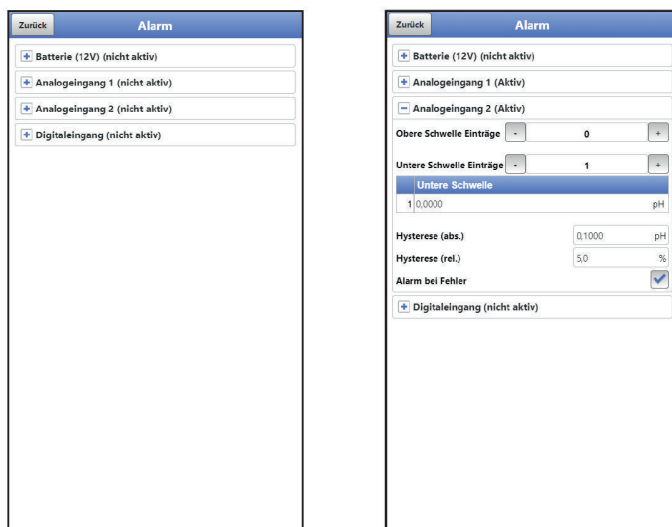 Zurück Alarm
Batterie (12V) (nicht aktiv)
Analogeingang 1 (nicht aktiv)
Analogeingang 2 (nicht aktiv)
Digitaleingang (nicht aktiv)
Zurück Alarm
Batterie (12V) (nicht aktiv)
Analogeingang 1 (Aktiv)
Analogeingang 2 (Aktiv)
Obere Schwelle Einträge - 0 +
Untere Schwelle Einträge - 1 +
Untere Schwelle
1 0,0000 pH
Hysterese (abs.) 0,1000 pH
Hysterese (rel.) 5,0 %
Alarm bei Fehler
Digitaleingang (nicht aktiv)